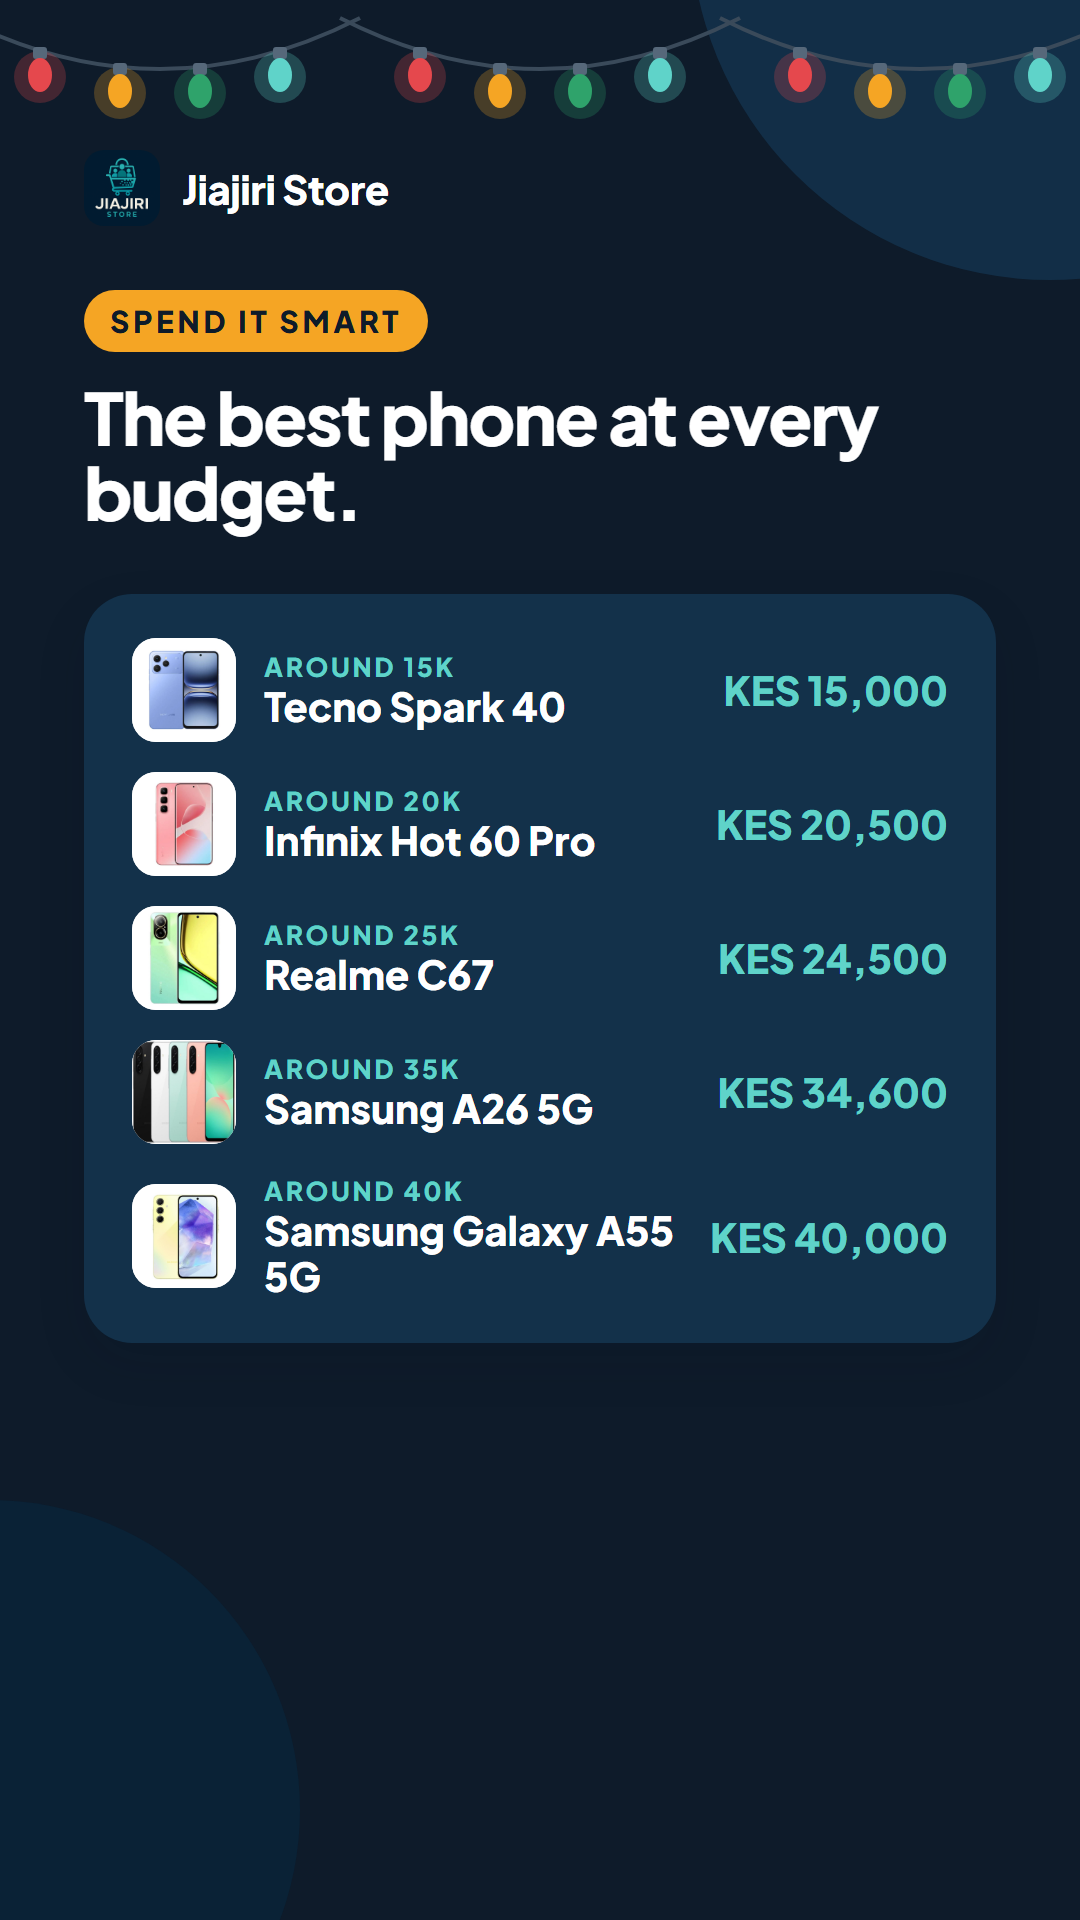 JIAJIRI
STORE
Jiajiri Store
SPEND IT SMART
The best phone at every
budget.
AROUND 15K
Tecno Spark 40
KES 15,000
AROUND 20K
Infinix Hot 60 Pro
KES 20,500
AROUND 25K
Realme C67
KES 24,500
AROUND 35K
Samsung A26 5G
KES 34,600
AROUND 40K
Samsung Galaxy A55
5G
KES 40,000